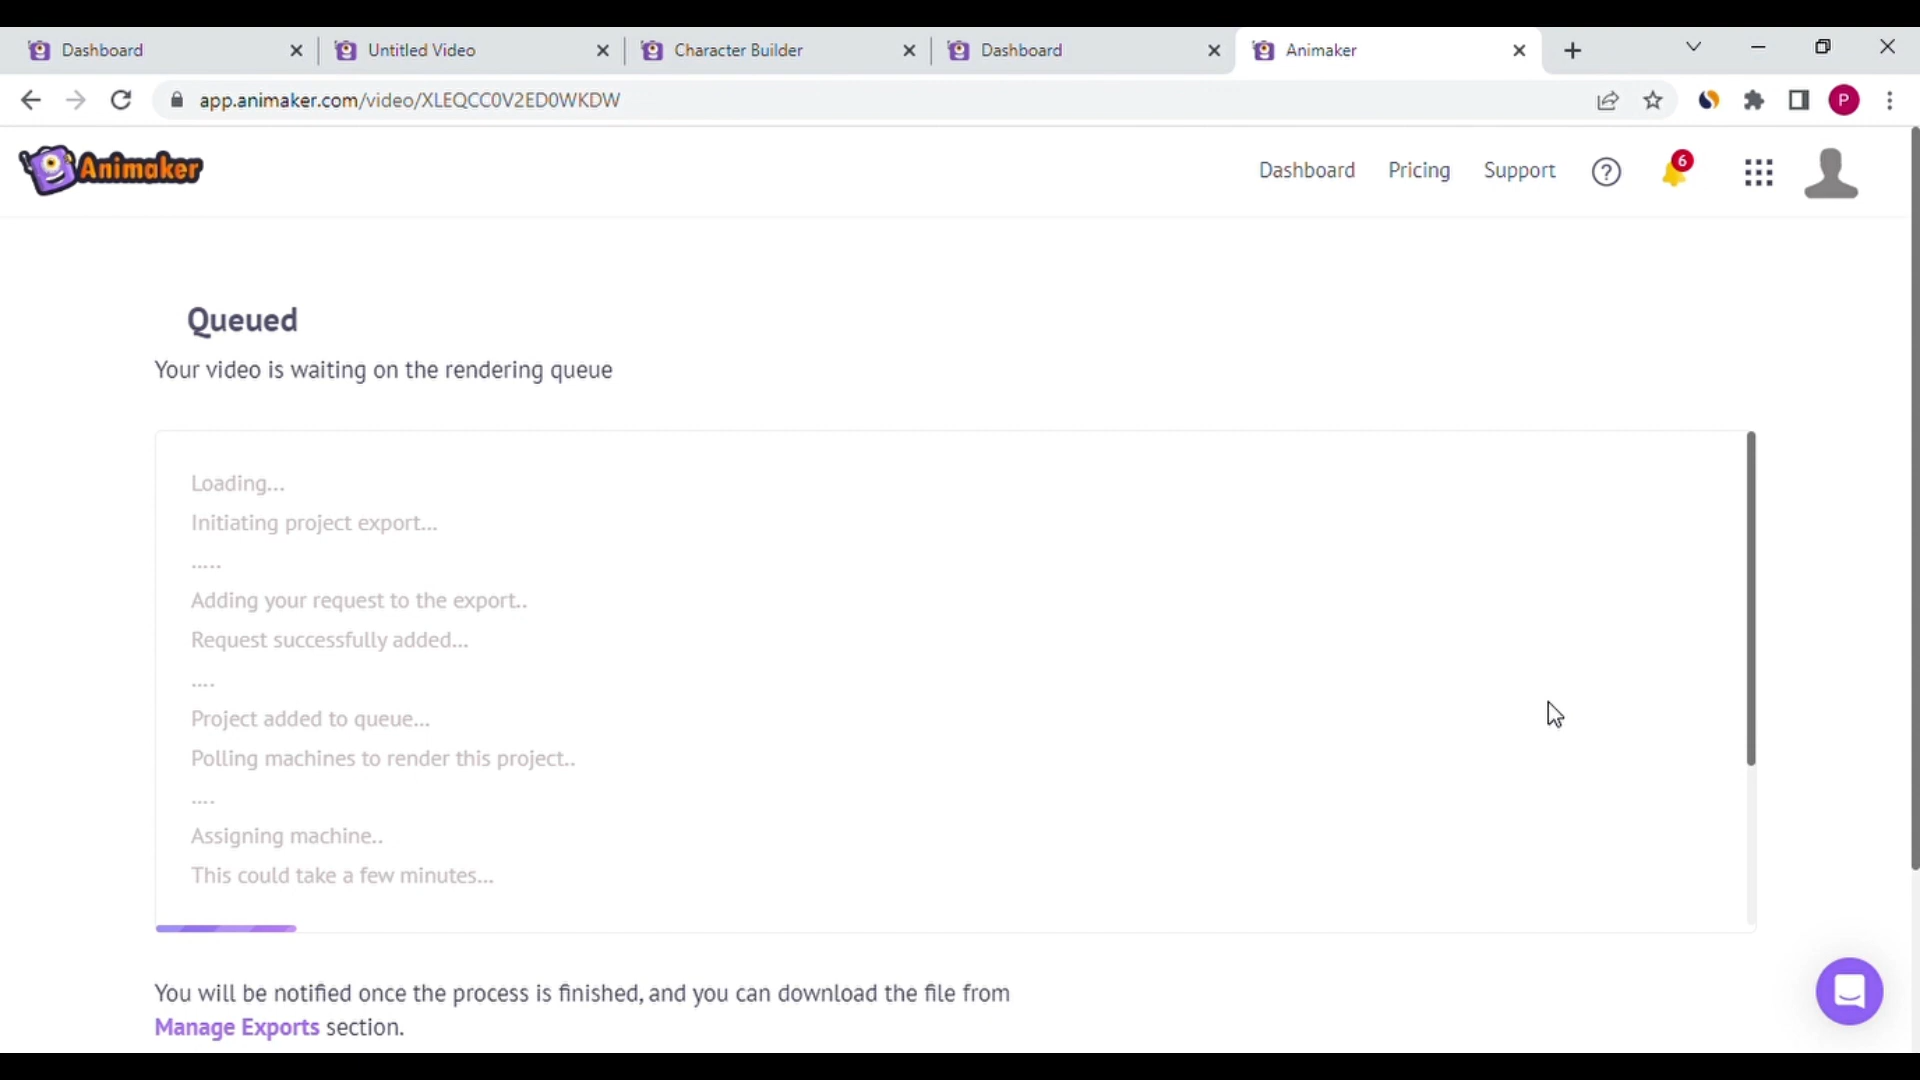 Dashboard
Untitled Video
Character Builder
Dashboard
Animaker
app.animaker.com/video/XLEQCC0V2ED0WKDW
P
Animaker
Dashboard
Pricing
Support
?
6
Queued
Your video is waiting on the rendering queue
Loading...
Initiating project export...
.....
Adding your request to the export..
Request successfully added...
....
Project added to queue...
Polling machines to render this project..
....
Assigning machine..
This could take a few minutes...
You will be notified once the process is finished, and you can download the file from
Manage Exports section.